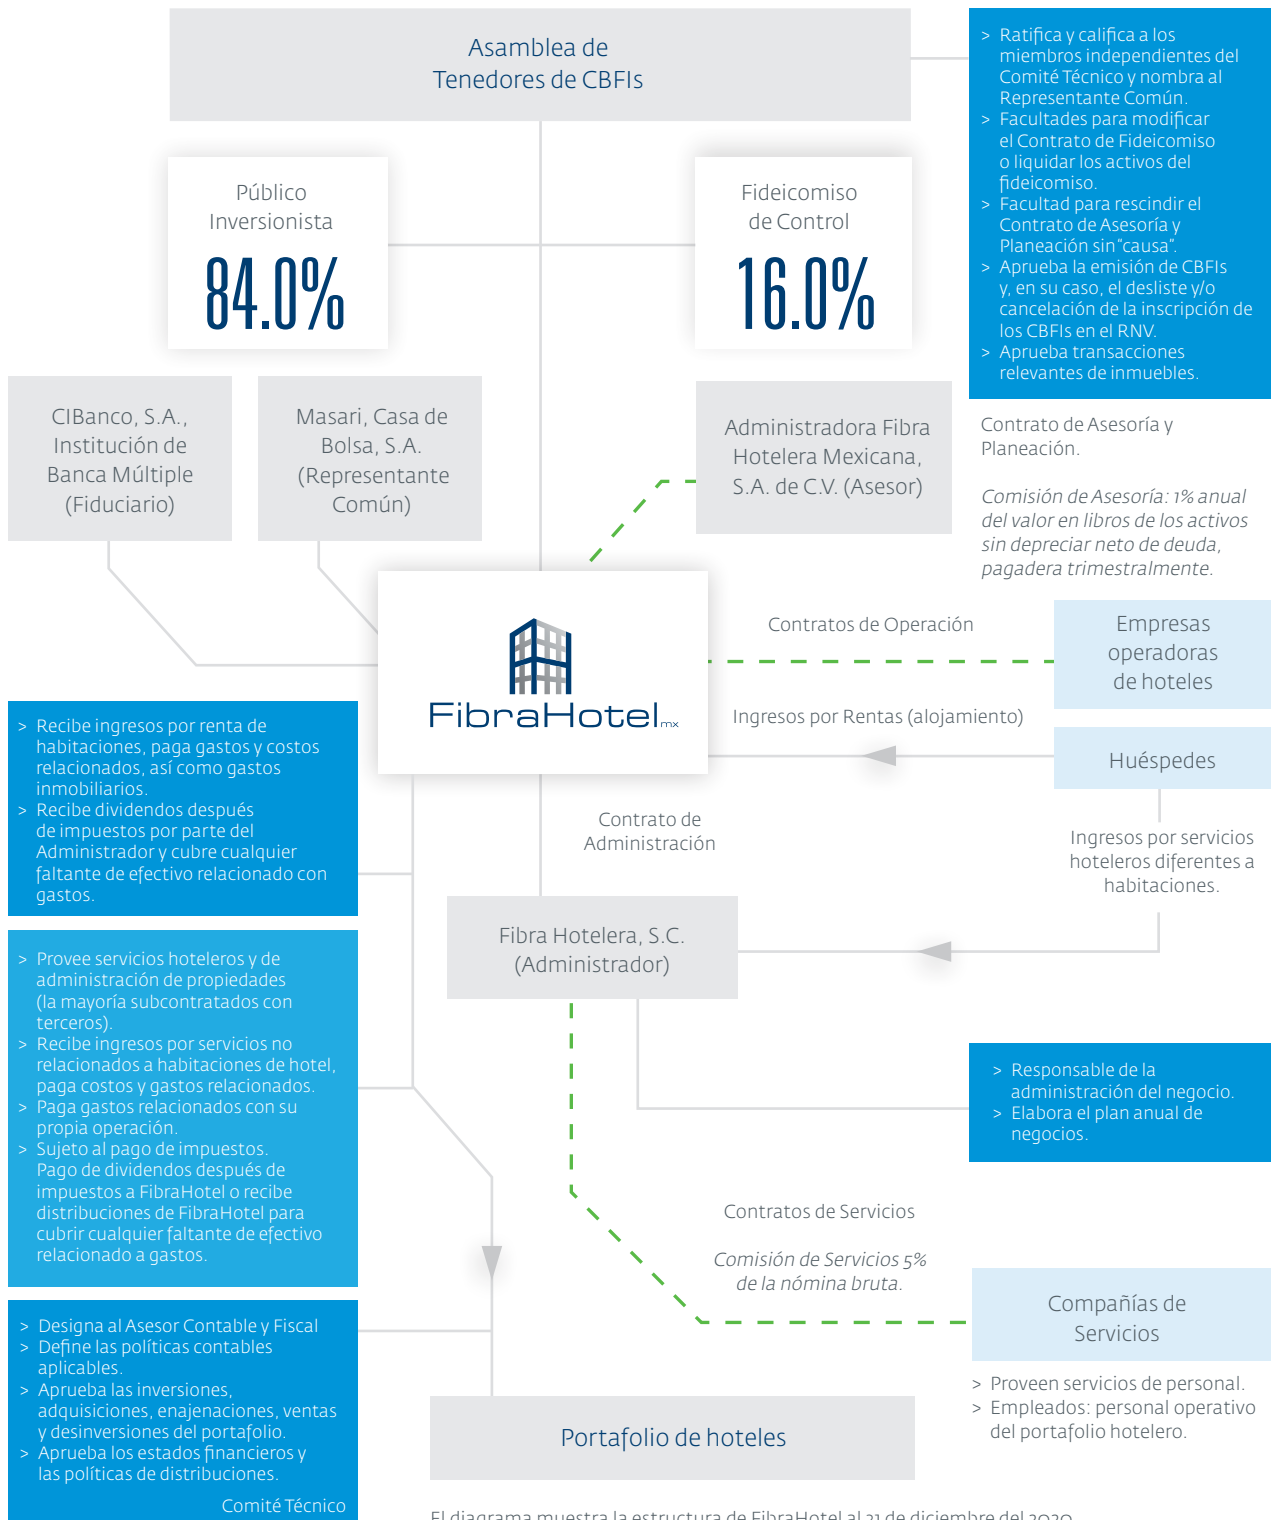 Asamblea de
Tenedores de CBFIs
> Ratifica y califica a los
miembros independientes del
Comité Técnico y nombra al
Representante Común.
> Facultades para modificar
el Contrato de Fideicomiso
o liquidar los activos del
fideicomiso.
> Facultad para rescindir el
Contrato de Asesoría y
Planeación sin "causa".
> Aprueba la emisión de CBFIs
y, en su caso, el desliste y/o
cancelación de la inscripción de
los CBFIs en el RNV.
> Aprueba transacciones
relevantes de inmuebles.
Público
Inversionista
84.0%
Fideicomiso
de Control
16.0%
CIBanco, S.A.,
Institución de
Banca Múltiple
(Fiduciario)
Masari, Casa de
Bolsa, S.A.
(Representante
Común)
Administradora Fibra
Hotelera Mexicana,
S.A. de C.V. (Asesor)
Contrato de Asesoría y
Planeación.
Comisión de Asesoría: 1% anual
del valor en libros de los activos
sin depreciar neto de deuda,
pagadera trimestralmente.
FibraHotel mx
Contratos de Operación
Empresas
operadoras
de hoteles
Ingresos por Rentas (alojamiento)
Huéspedes
> Recibe ingresos por renta de
habitaciones, paga gastos y costos
relacionados, así como gastos
inmobiliarios.
> Recibe dividendos después
de impuestos por parte del
Administrador y cubre cualquier
faltante de efectivo relacionado con
gastos.
Contrato de
Administración
Ingresos por servicios
hoteleros diferentes a
habitaciones.
Fibra Hotelera, S.C.
(Administrador)
> Provee servicios hoteleros y de
administración de propiedades
(la mayoría subcontratados con
terceros).
> Recibe ingresos por servicios no
relacionados a habitaciones de hotel,
paga costos y gastos relacionados.
> Paga gastos relacionados con su
propia operación.
> Sujeto al pago de impuestos.
Pago de dividendos después de
impuestos a FibraHotel o recibe
distribuciones de FibraHotel para
cubrir cualquier faltante de efectivo
relacionado a gastos.
> Responsable de la
administración del negocio.
> Elabora el plan anual de
negocios.
Contratos de Servicios
Comisión de Servicios 5%
de la nómina bruta.
Compañías de
Servicios
> Proveen servicios de personal.
> Empleados: personal operativo
del portafolio hotelero.
> Designa al Asesor Contable y Fiscal
> Define las políticas contables
aplicables.
> Aprueba las inversiones,
adquisiciones, enajenaciones, ventas
y desinversiones del portafolio.
> Aprueba los estados financieros y
las políticas de distribuciones.
Comité Técnico
Portafolio de hoteles
El diagrama muestra la estructura de FibraHotel al 31 de diciembre del 2020